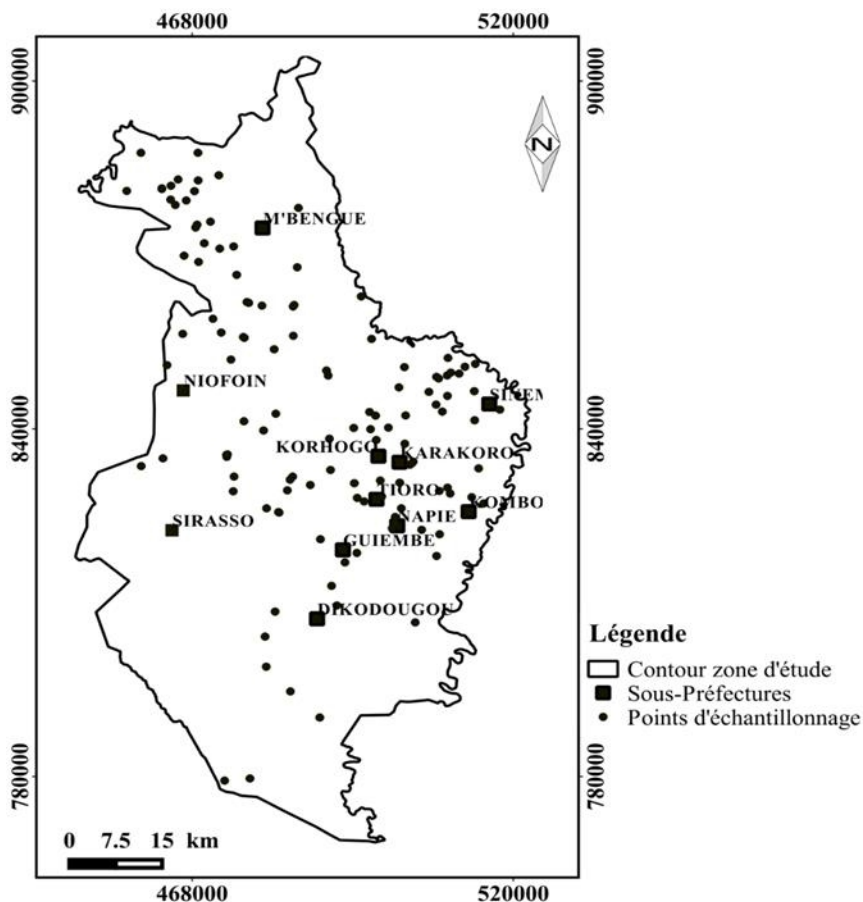 468000 520000
900000 900000
N
M'BENGUE
NIOFOIN
SINEM
840000 840000
KORHOGO KARAKORO
TIORO KOMBO
SIRASSO NAPIE
GUIEMBE
DIKODOUGOU
Légende
Contour zone d'étude
Sous-Préfectures
Points d'échantillonnage
780000 780000
0 7.5 15 km
468000 520000